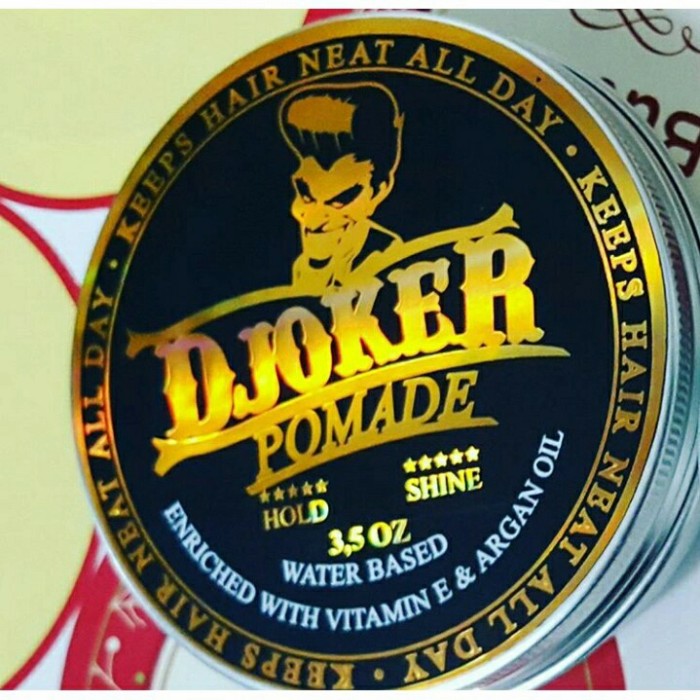 KEEPS HAIR NEAT ALL DAY • KEEPS HAIR NEAT ALL DAY • KEEPS HAIR NEAT ALL DAY •
DJOKER
POMADE
★★★★★ ★★★★★
HOLD SHINE
3,5 OZ
WATER BASED
ENRICHED WITH VITAMIN E & ARGAN OIL